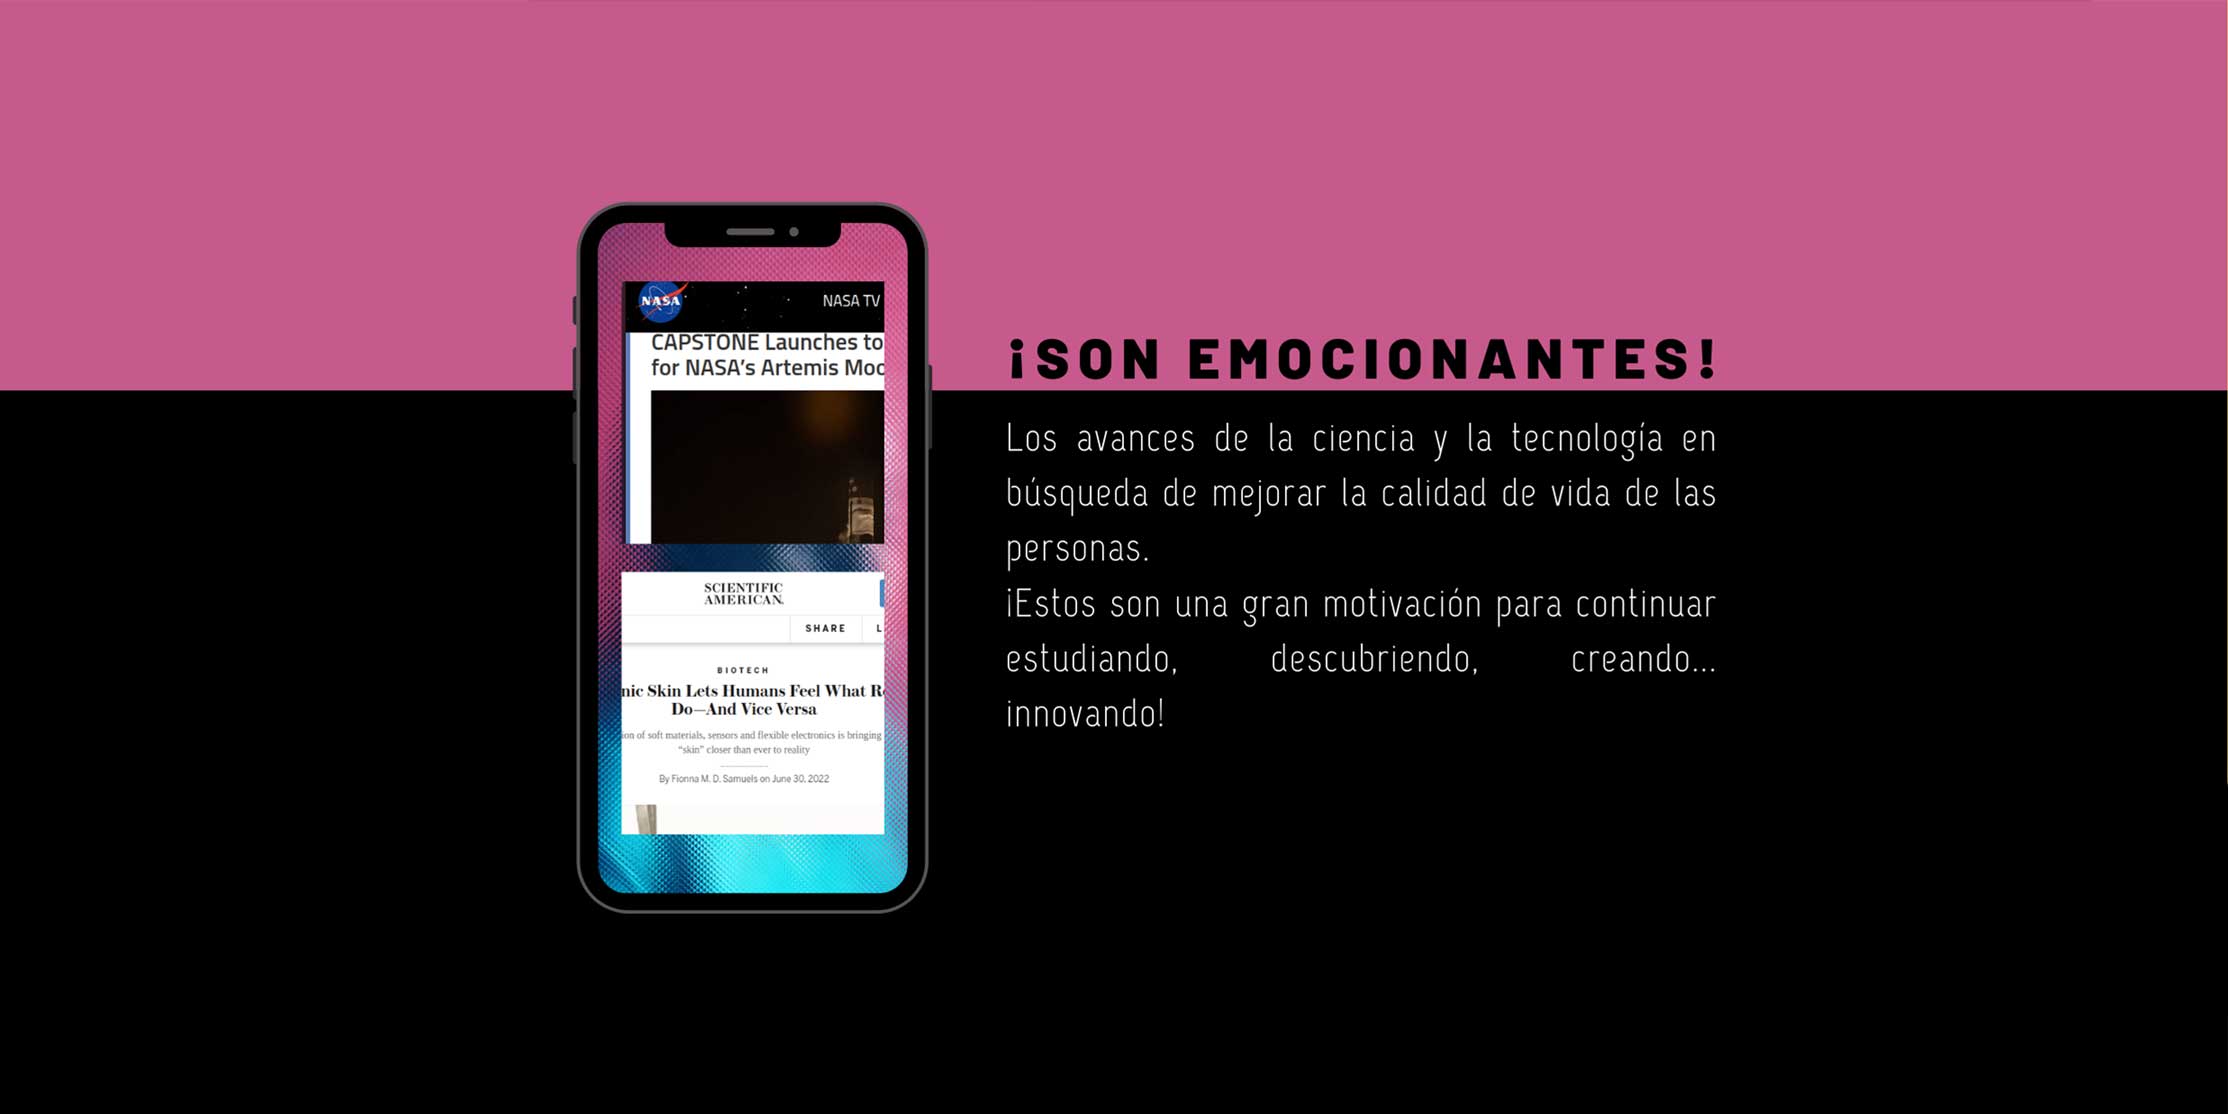 NASA
NASA TV
CAPSTONE Launches to
for NASA's Artemis
SCIENTIFIC
AMERICAN.
SHARE
BIOTECH
Skin Lets Humans Feel What
Do—And Vice Versa
of soft materials, sensors and flexible electronics is bringing
“skin” closer than ever to reality
By Fionna M. D. Samuels on June 30, 2022
¡SON EMOCIONANTES!
Los avances de la ciencia y la tecnología en
búsqueda de mejorar la calidad de vida de las
personas.
¡Estos son una gran motivación para continuar
estudiando, descubriendo, creando...
innovando!